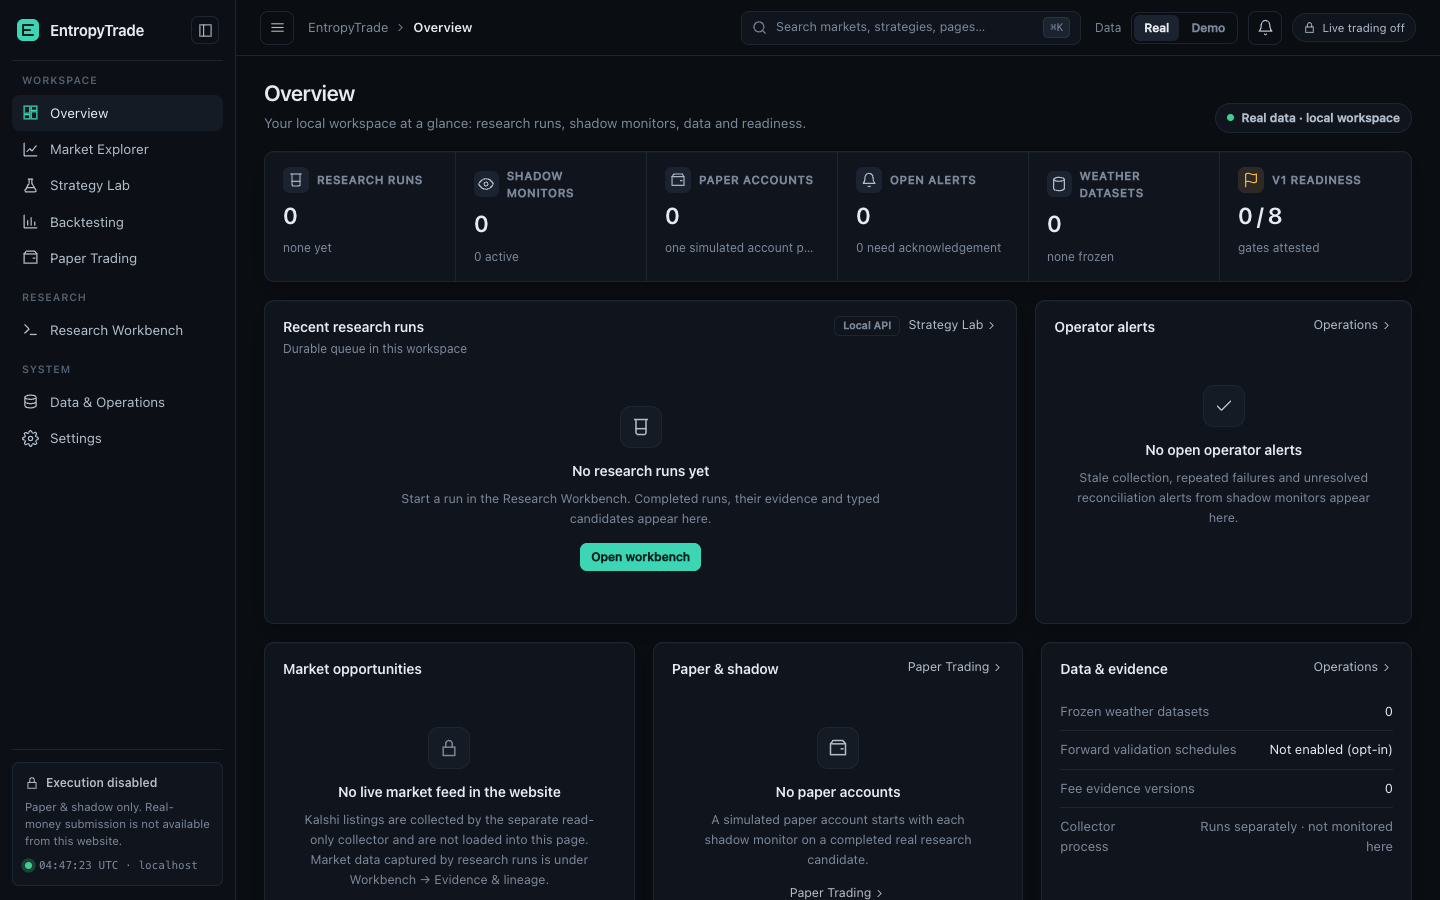 EntropyTrade
WORKSPACE
Overview
Market Explorer
Strategy Lab
Backtesting
Paper Trading
RESEARCH
Research Workbench
SYSTEM
Data & Operations
Settings
Execution disabled
Paper & shadow only. Real-
money submission is not available
from this website.
04:47:23 UTC · localhost
EntropyTrade > Overview
Search markets, strategies, pages...
⌘K
Data
Real
Demo
Live trading off
Overview
Your local workspace at a glance: research runs, shadow monitors, data and readiness.
Real data · local workspace
RESEARCH RUNS
0
none yet
SHADOW
MONITORS
0
0 active
PAPER ACCOUNTS
0
one simulated account p...
OPEN ALERTS
0
0 need acknowledgement
WEATHER
DATASETS
0
none frozen
V1 READINESS
0/8
gates attested
Recent research runs
Durable queue in this workspace
Local API
Strategy Lab >
No research runs yet
Start a run in the Research Workbench. Completed runs, their evidence and typed
candidates appear here.
Open workbench
Operator alerts
Operations >
No open operator alerts
Stale collection, repeated failures and unresolved
reconciliation alerts from shadow monitors appear
here.
Market opportunities
No live market feed in the website
Kalshi listings are collected by the separate read-
only collector and are not loaded into this page.
Market data captured by research runs is under
Workbench → Evidence & lineage.
Paper & shadow
Paper Trading >
No paper accounts
A simulated paper account starts with each
shadow monitor on a completed real research
candidate.
Paper Trading >
Data & evidence
Operations >
Frozen weather datasets 0
Forward validation schedules Not enabled (opt-in)
Fee evidence versions 0
Collector
process
Runs separately · not monitored
here